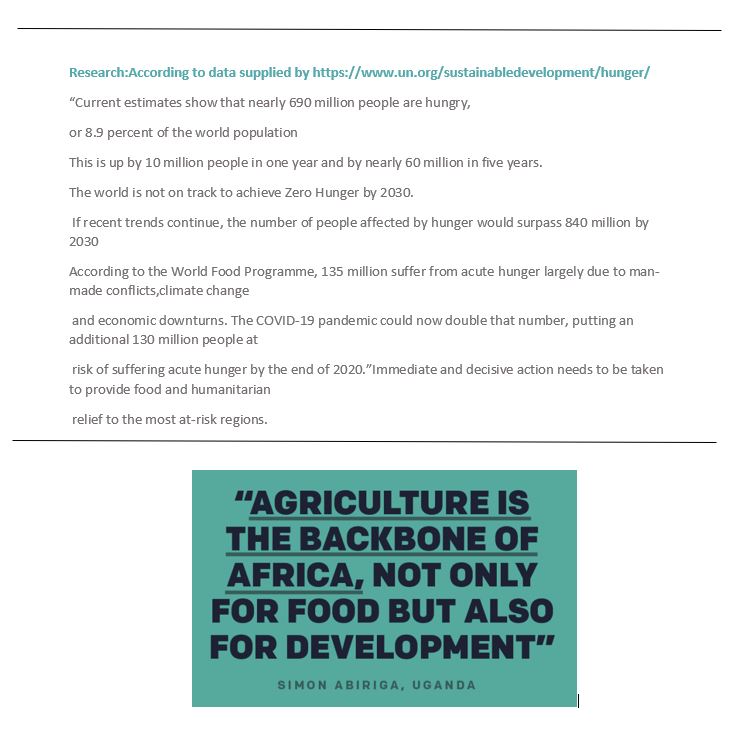 Research:According to data supplied by https://www.un.org/sustainabledevelopment/hunger/
“Current estimates show that nearly 690 million people are hungry,
or 8.9 percent of the world population
This is up by 10 million people in one year and by nearly 60 million in five years.
The world is not on track to achieve Zero Hunger by 2030.
If recent trends continue, the number of people affected by hunger would surpass 840 million by
2030
According to the World Food Programme, 135 million suffer from acute hunger largely due to man-
made conflicts,climate change
and economic downturns. The COVID-19 pandemic could now double that number, putting an
additional 130 million people at
risk of suffering acute hunger by the end of 2020.”Immediate and decisive action needs to be taken
to provide food and humanitarian
relief to the most at-risk regions.
“AGRICULTURE IS
THE BACKBONE OF
AFRICA, NOT ONLY
FOR FOOD BUT ALSO
FOR DEVELOPMENT”
SIMON ABIRIGA, UGANDA